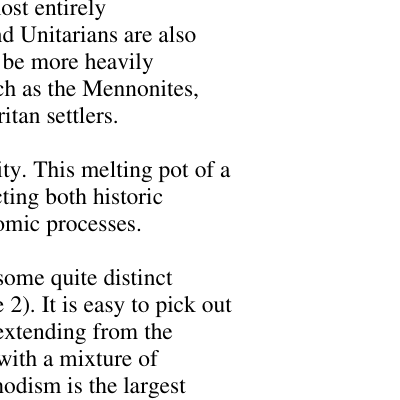 ost entirely
d Unitarians are also
be more heavily
ch as the Mennonites,
ritan settlers.
ity. This melting pot of a
cting both historic
omic processes.
some quite distinct
2). It is easy to pick out
extending from the
with a mixture of
odism is the largest